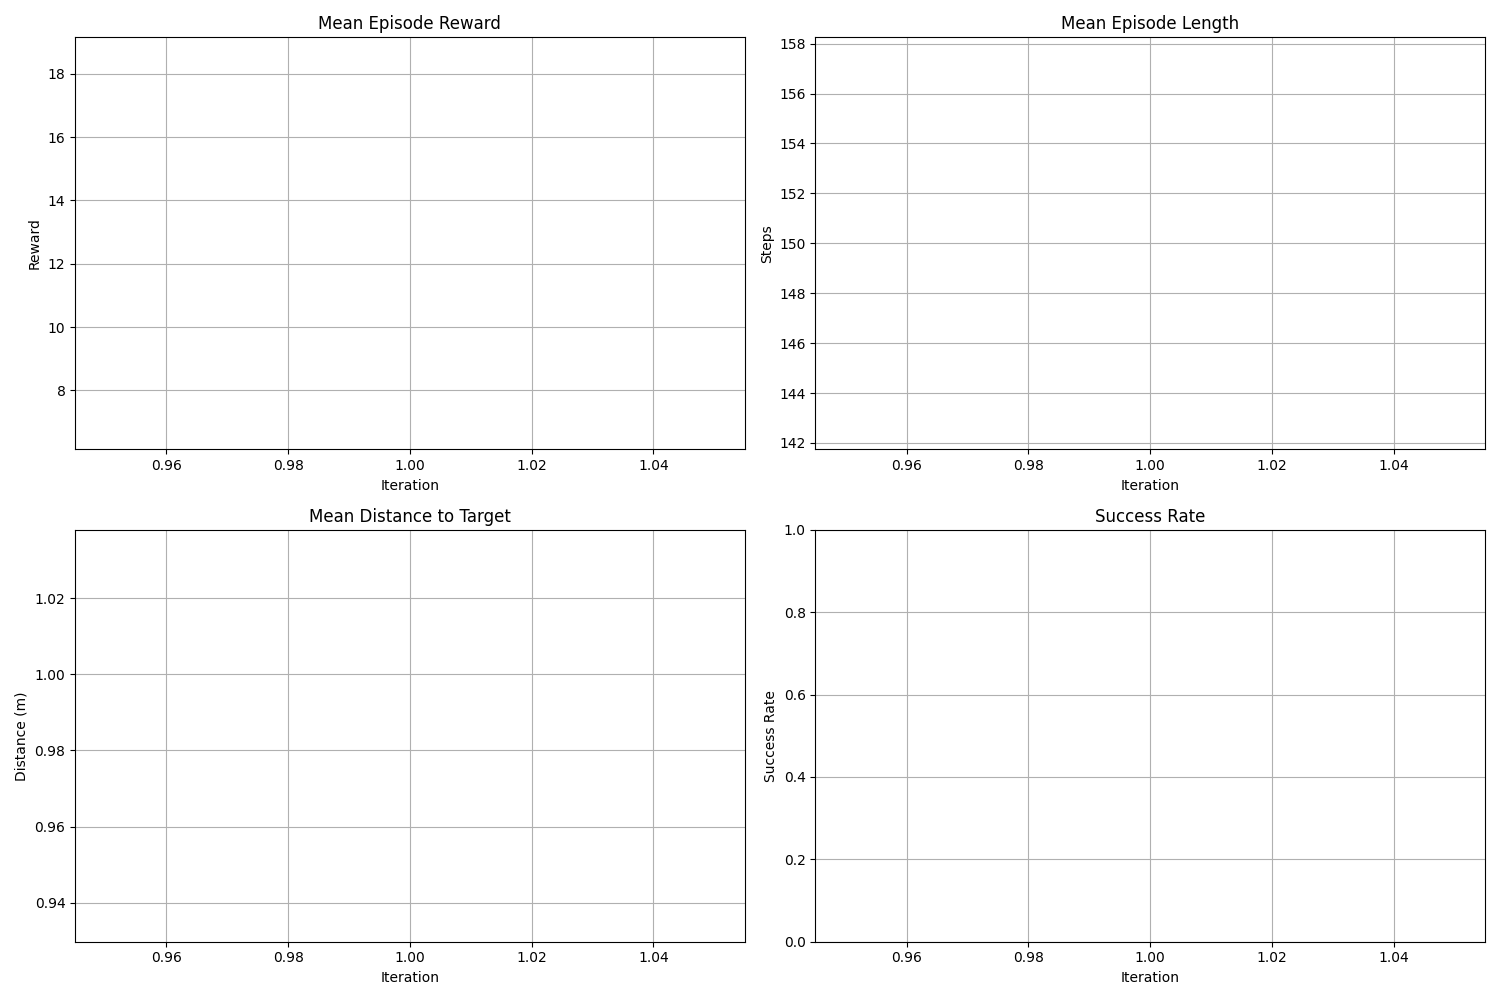 Mean Episode Reward
18
16
14
12
10
8
Reward
0.96 0.98 1.00 1.02 1.04
Iteration
Mean Episode Length
158
156
154
152
150
148
146
144
142
Steps
0.96 0.98 1.00 1.02 1.04
Iteration
Mean Distance to Target
1.02
1.00
0.98
0.96
0.94
Distance (m)
0.96 0.98 1.00 1.02 1.04
Iteration
Success Rate
1.0
0.8
0.6
0.4
0.2
0.0
Success Rate
0.96 0.98 1.00 1.02 1.04
Iteration